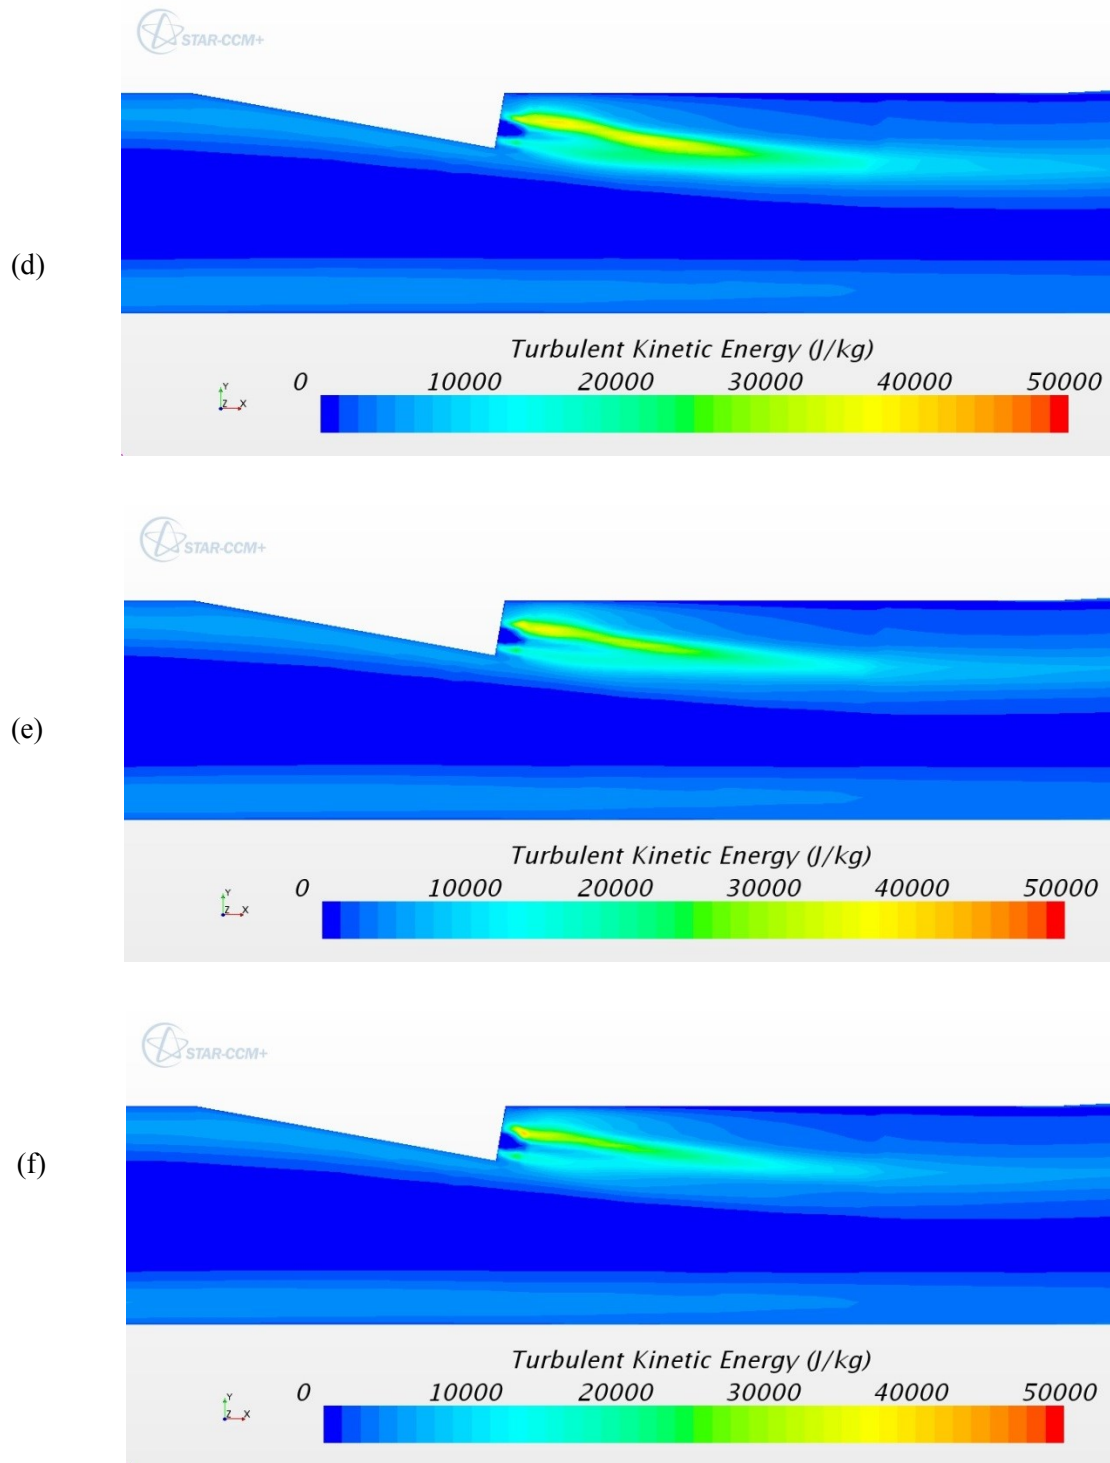 STAR-CCM+
(d)
Turbulent Kinetic Energy (J/kg)
0 10000 20000 30000 40000 50000
Y
Z X
STAR-CCM+
(e)
Turbulent Kinetic Energy (J/kg)
0 10000 20000 30000 40000 50000
Y
Z X
STAR-CCM+
(f)
Turbulent Kinetic Energy (J/kg)
0 10000 20000 30000 40000 50000
Y
Z X